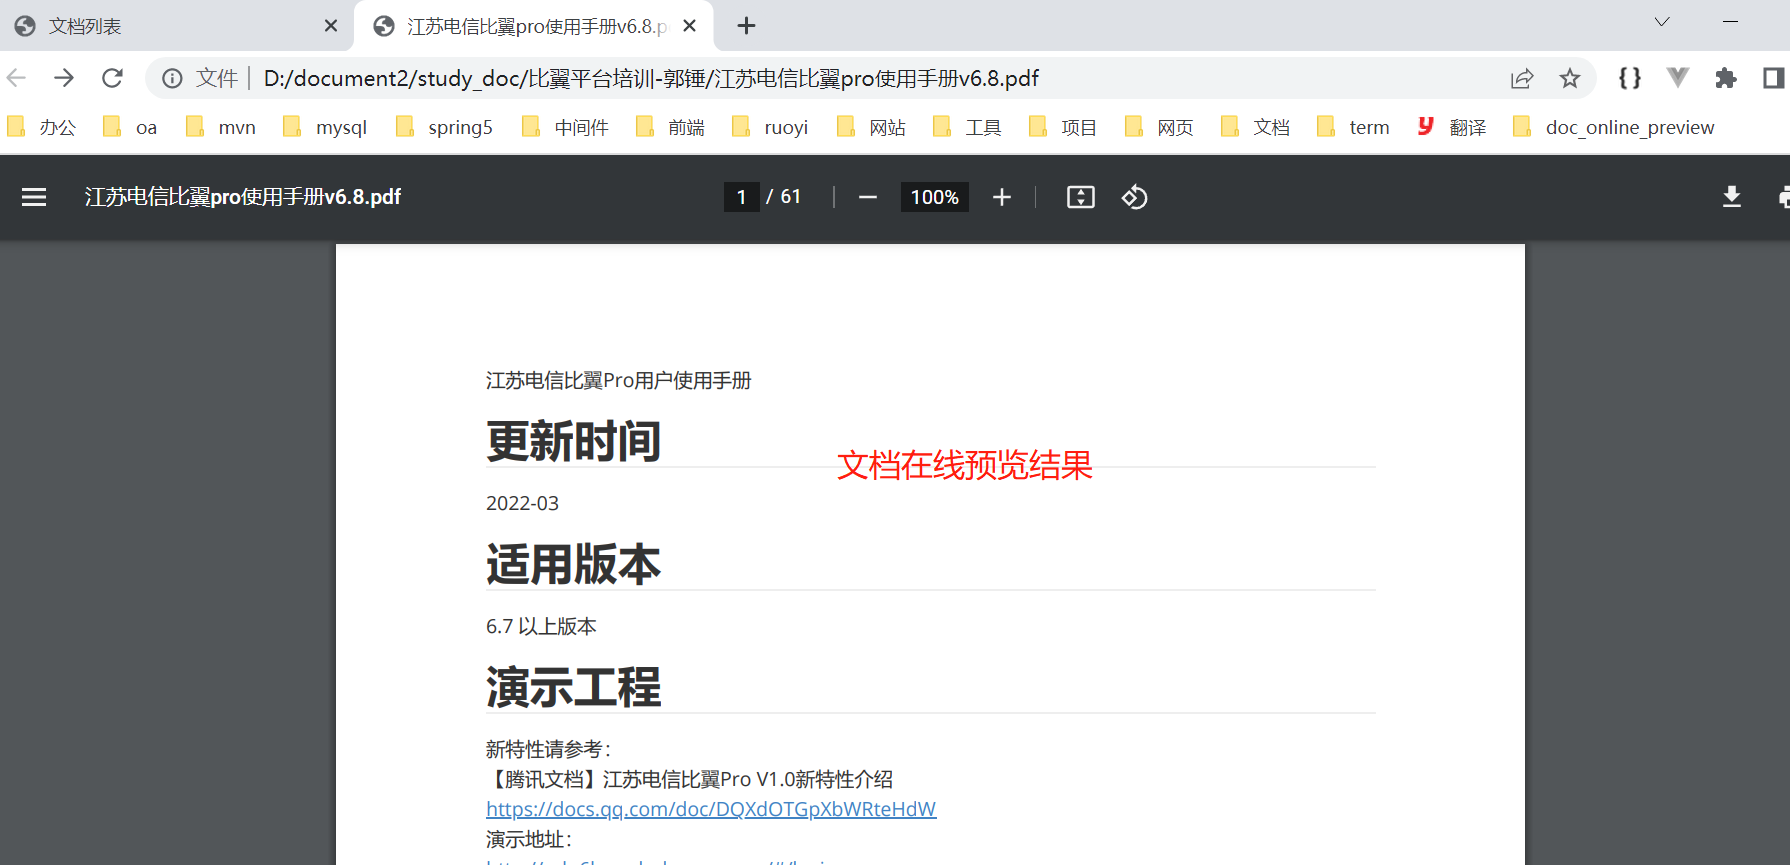 文档列表
江苏电信比翼pro使用手册v6.8.p
文件 D:/document2/study_doc/比翼平台培训-郭锤/江苏电信比翼pro使用手册v6.8.pdf
办公 oa mvn mysql spring5 中间件 前端 ruoyi 网站 工具 项目 网页 文档 term 翻译 doc_online_preview
江苏电信比翼pro使用手册v6.8.pdf 1 / 61 100%
江苏电信比翼Pro用户使用手册
更新时间
文档在线预览结果
2022-03
适用版本
6.7 以上版本
演示工程
新特性请参考：
【腾讯文档】江苏电信比翼Pro V1.0新特性介绍
https://docs.qq.com/doc/DQXdOTGpXbWRteHdW
演示地址：